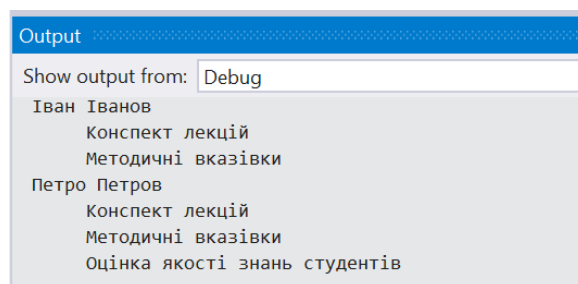 Output
Show output from: Debug
Іван Іванов
Конспект лекцій
Методичні вказівки
Петро Петров
Конспект лекцій
Методичні вказівки
Оцінка якості знань студентів